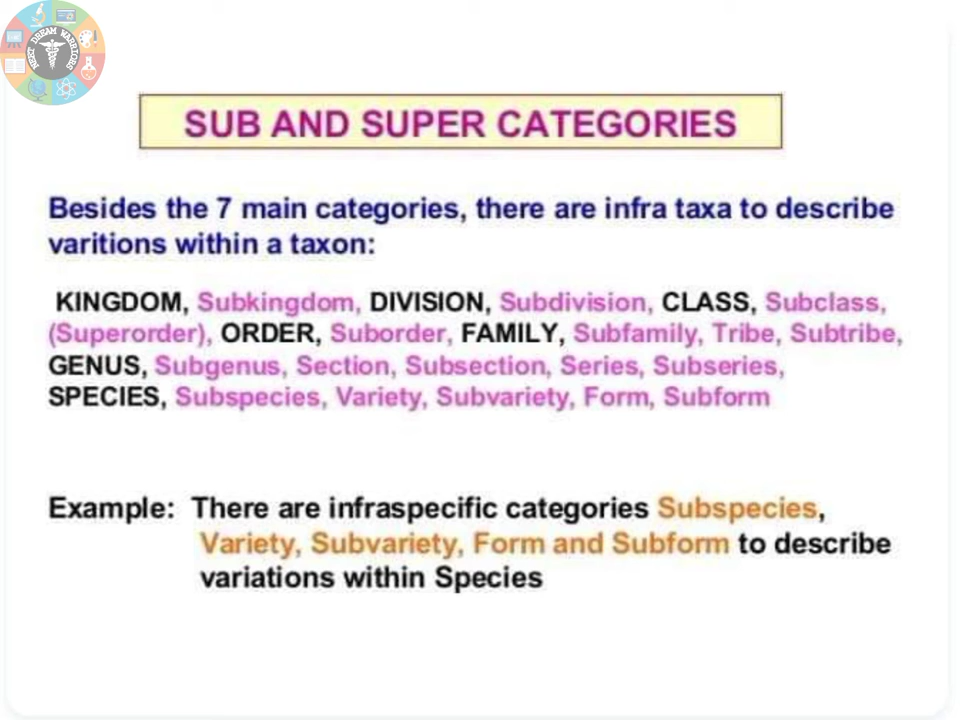 NEET DREAM WARRIORS
SUB AND SUPER CATEGORIES
Besides the 7 main categories, there are infra taxa to describe
varitions within a taxon:
KINGDOM, Subkingdom, DIVISION, Subdivision, CLASS, Subclass,
(Superorder), ORDER, Suborder, FAMILY, Subfamily, Tribe, Subtribe,
GENUS, Subgenus, Section, Subsection, Series, Subseries,
SPECIES, Subspecies, Variety, Subvariety, Form, Subform
Example: There are infraspecific categories Subspecies,
Variety, Subvariety, Form and Subform to describe
variations within Species